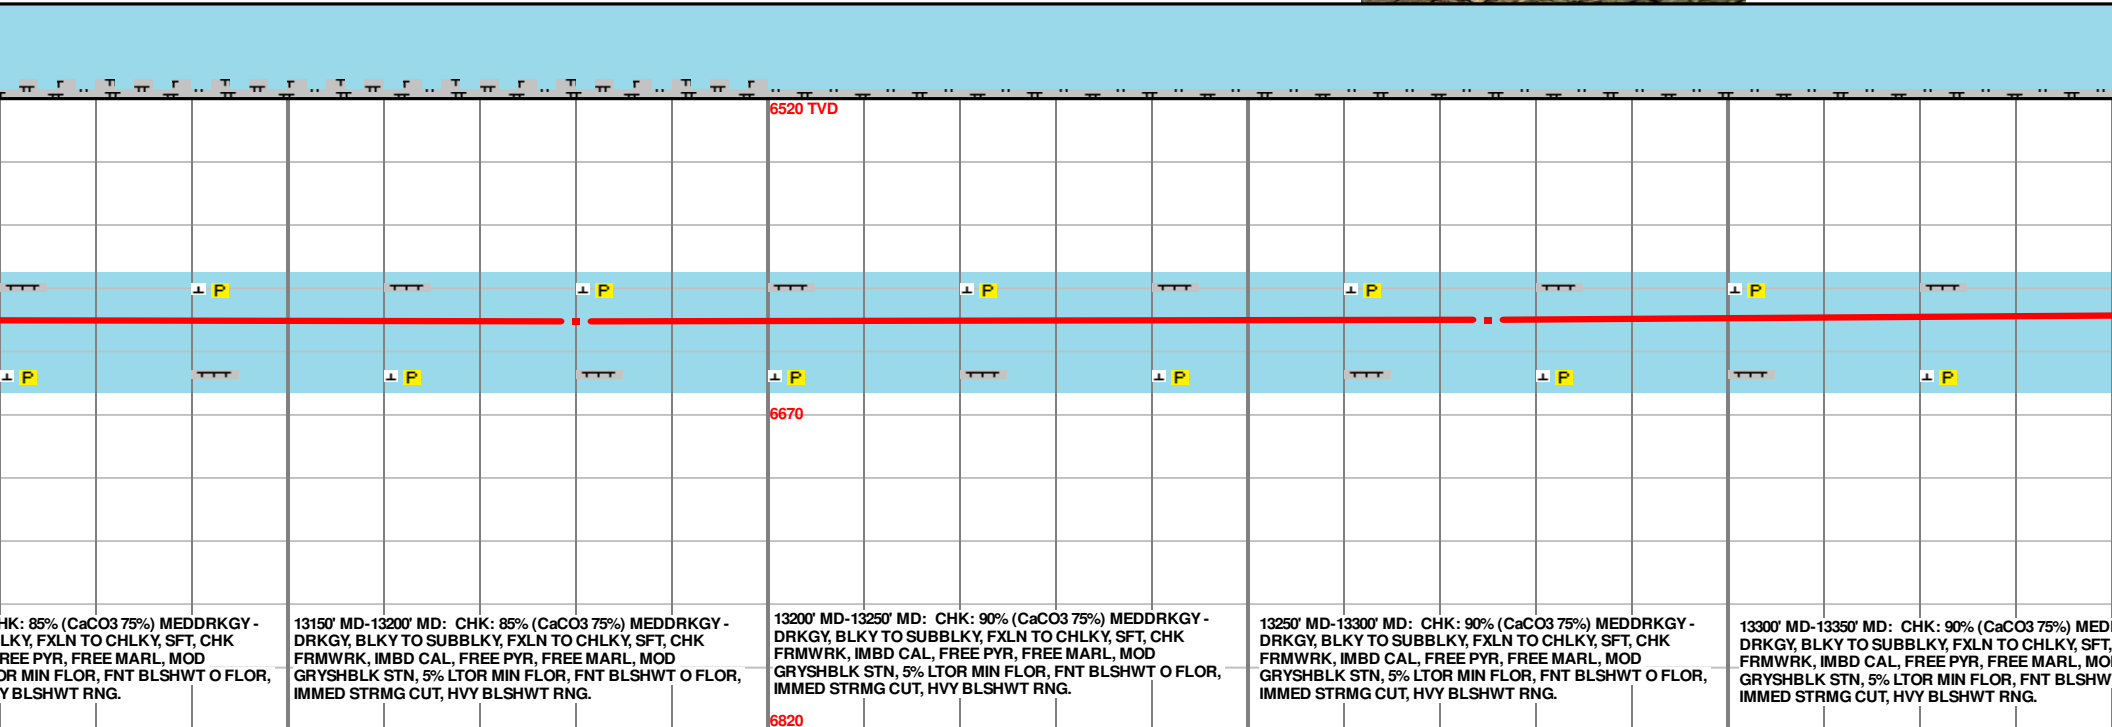 6520 TVD
P
P
P
P
P
P
P
P
P
P
P
6670
HK: 85% (CaCO3 75%) MEDDRKGY -
LKY, FXLN TO CHLKY, SFT, CHK
REE PYR, FREE MARL, MOD
OR MIN FLOR, FNT BLSHWT O FLOR,
Y BLSHWT RNG.
13150' MD-13200' MD: CHK: 85% (CaCO3 75%) MEDDRKGY -
DRKGY, BLKY TO SUBBLKY, FXLN TO CHLKY, SFT, CHK
FRMWRK, IMBD CAL, FREE PYR, FREE MARL, MOD
GRYSHBLK STN, 5% LTOR MIN FLOR, FNT BLSHWT O FLOR,
IMMED STRMG CUT, HVY BLSHWT RNG.
13200' MD-13250' MD: CHK: 90% (CaCO3 75%) MEDDRKGY -
DRKGY, BLKY TO SUBBLKY, FXLN TO CHLKY, SFT, CHK
FRMWRK, IMBD CAL, FREE PYR, FREE MARL, MOD
GRYSHBLK STN, 5% LTOR MIN FLOR, FNT BLSHWT O FLOR,
IMMED STRMG CUT, HVY BLSHWT RNG.
13250' MD-13300' MD: CHK: 90% (CaCO3 75%) MEDDRKGY -
DRKGY, BLKY TO SUBBLKY, FXLN TO CHLKY, SFT, CHK
FRMWRK, IMBD CAL, FREE PYR, FREE MARL, MOD
GRYSHBLK STN, 5% LTOR MIN FLOR, FNT BLSHWT O FLOR,
IMMED STRMG CUT, HVY BLSHWT RNG.
13300' MD-13350' MD: CHK: 90% (CaCO3 75%) MED
DRKGY, BLKY TO SUBBLKY, FXLN TO CHLKY, SFT,
FRMWRK, IMBD CAL, FREE PYR, FREE MARL, MO
GRYSHBLK STN, 5% LTOR MIN FLOR, FNT BLSHW
IMMED STRMG CUT, HVY BLSHWT RNG.
6820